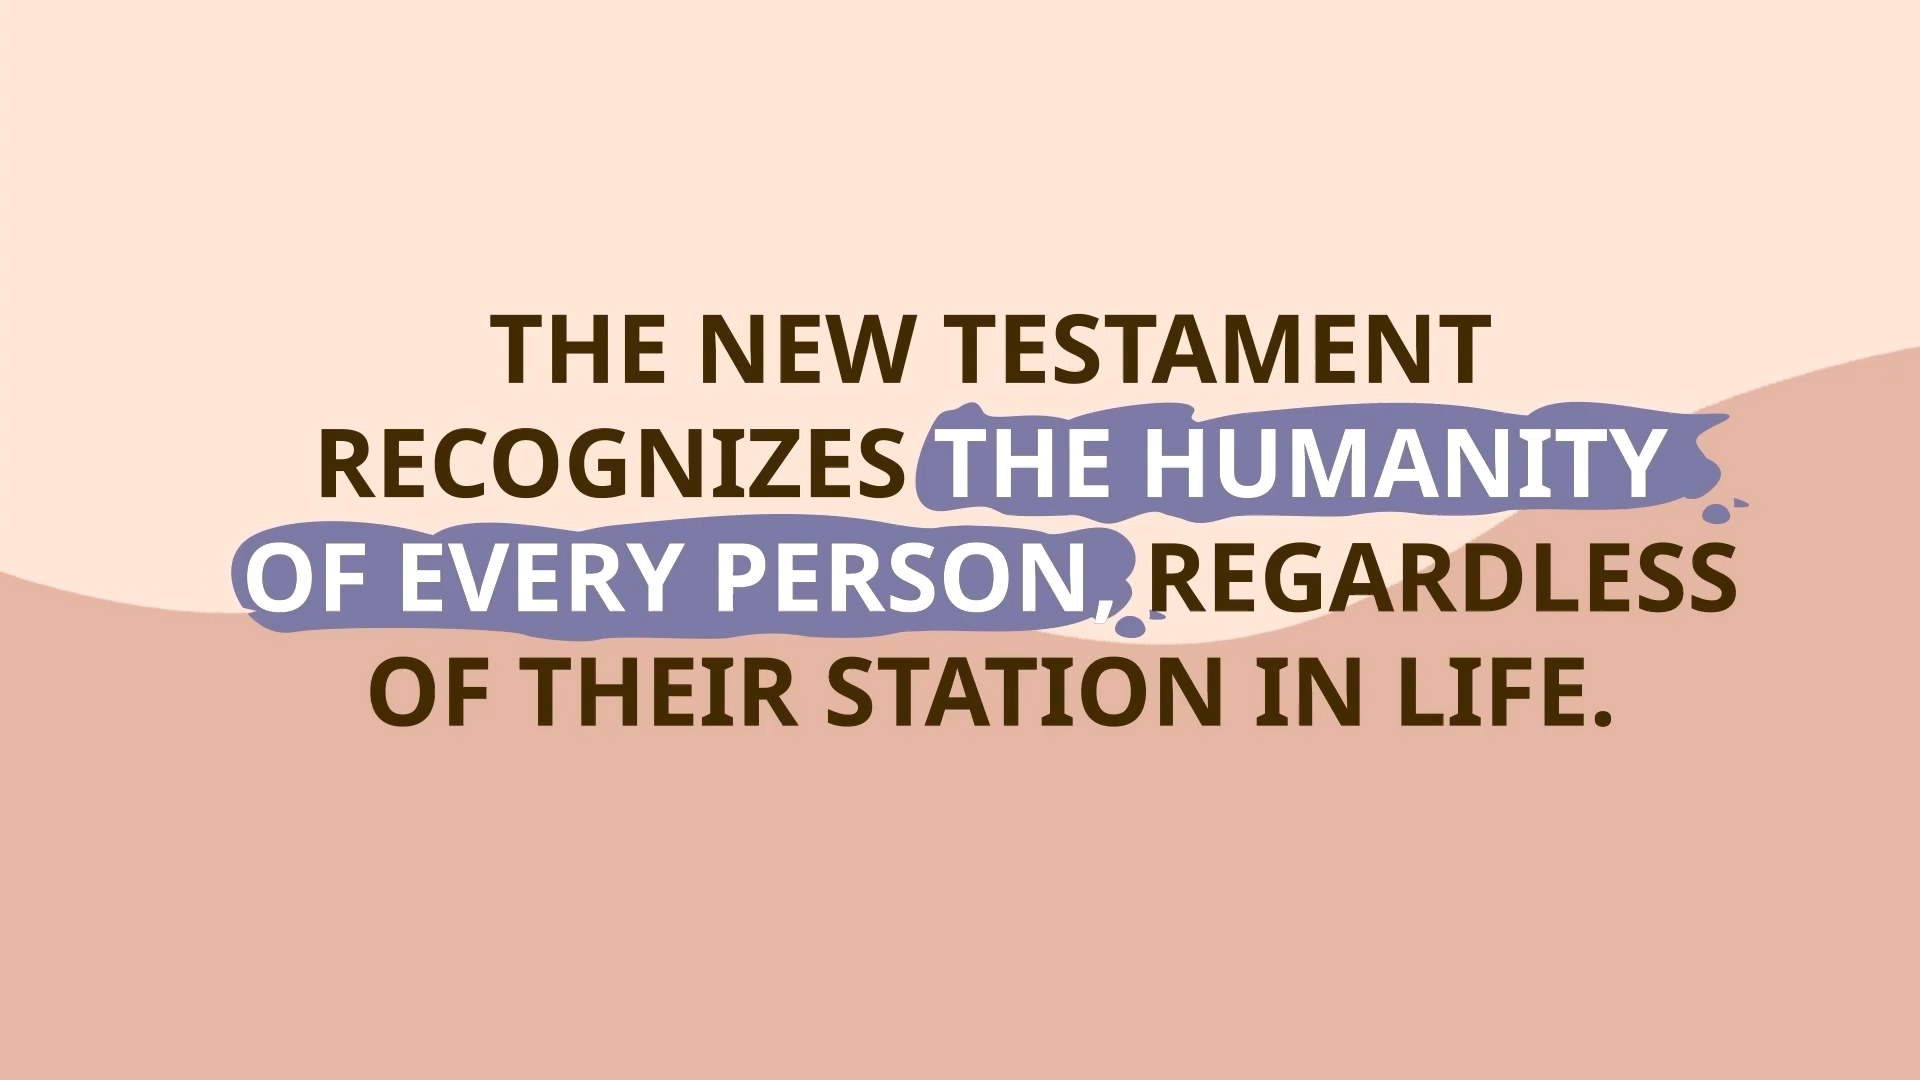 THE NEW TESTAMENT
RECOGNIZES THE HUMANITY
OF EVERY PERSON, REGARDLESS
OF THEIR STATION IN LIFE.